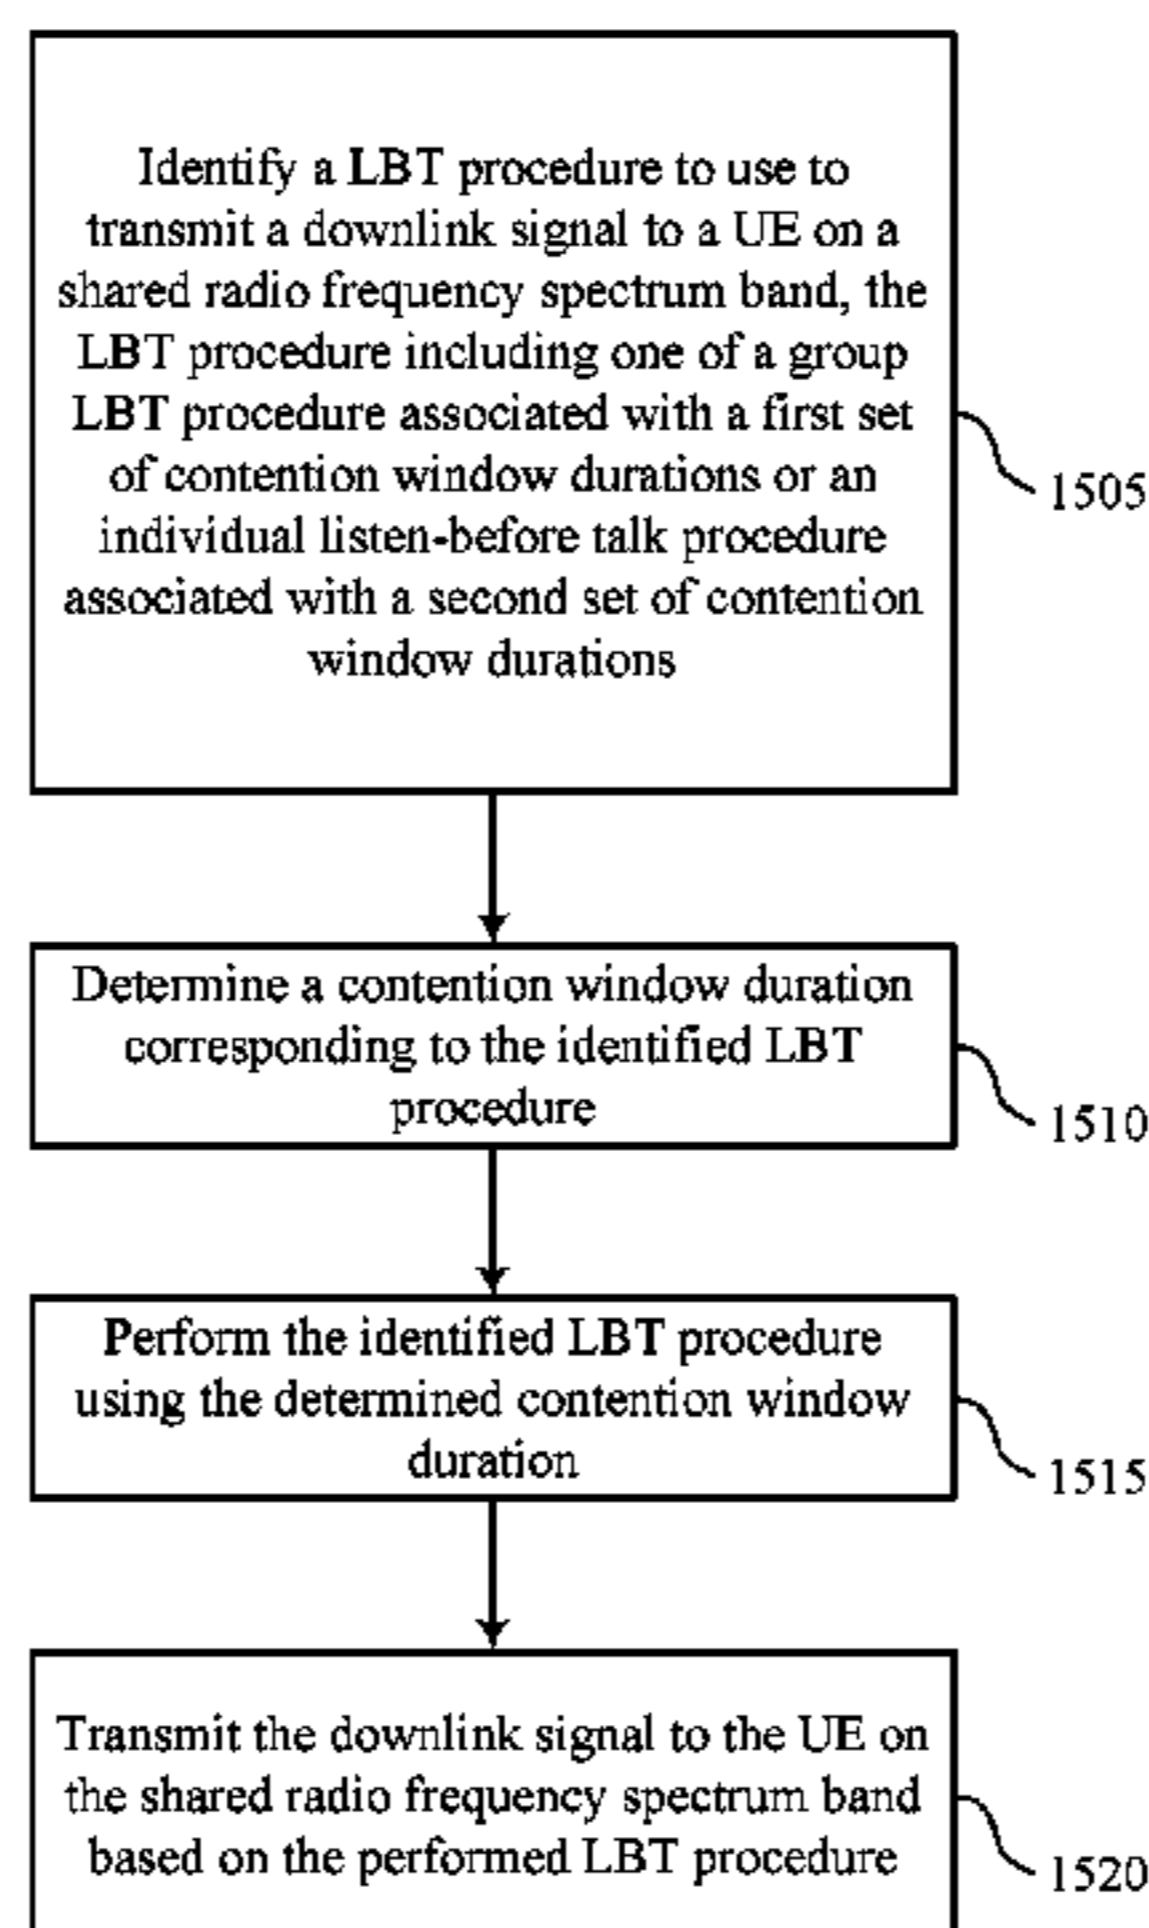 Identify a LBT procedure to use to
transmit a downlink signal to a UE on a
shared radio frequency spectrum band, the
LBT procedure including one of a group
LBT procedure associated with a first set
of contention window durations or an
individual listen-before talk procedure
associated with a second set of contention
window durations
1505
Determine a contention window duration
corresponding to the identified LBT
procedure
1510
Perform the identified LBT procedure
using the determined contention window
duration
1515
Transmit the downlink signal to the UE on
the shared radio frequency spectrum band
based on the performed LBT procedure
1520